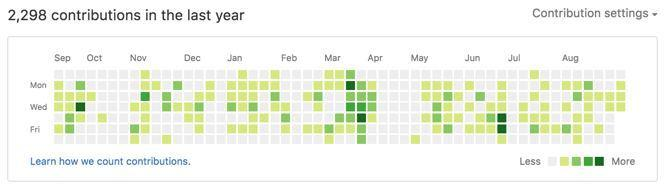 2,298 contributions in the last year
Contribution settings
Sep Oct Nov Dec Jan Feb Mar Apr May Jun Jul Aug
Mon
Wed
Fri
Learn how we count contributions.
Less More